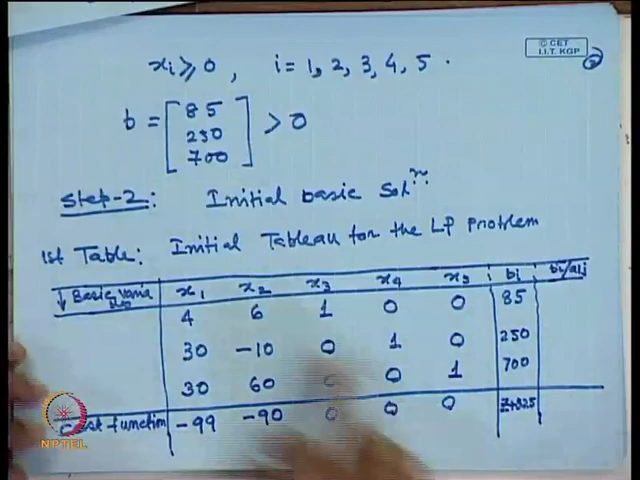 © CET
I.I.T. KGP
xi ≥ 0 , i = 1, 2, 3, 4, 5 .
2
b = [ 85
230
700 ] > 0
Step-2: Initial basic Solⁿ:
1st Table: Initial Tableau for the LP Problem
↓ Basic x1 x2 x3 x4 x5 bi bi/aij
4 6 1 0 0 85
30 -10 0 1 0 250
30 60 0 0 1 700
Cost function -99 -90 0 0 0
NPTEL